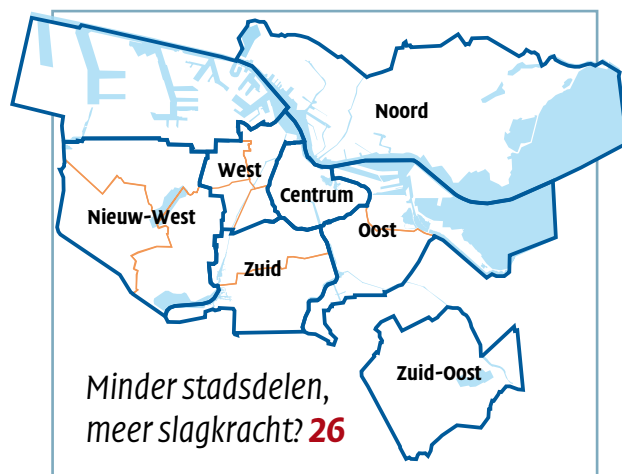 Noord
West
Centrum
Nieuw-West
Oost
Zuid
Zuid-Oost
Minder stadsdelen,
meer slagkracht? 26